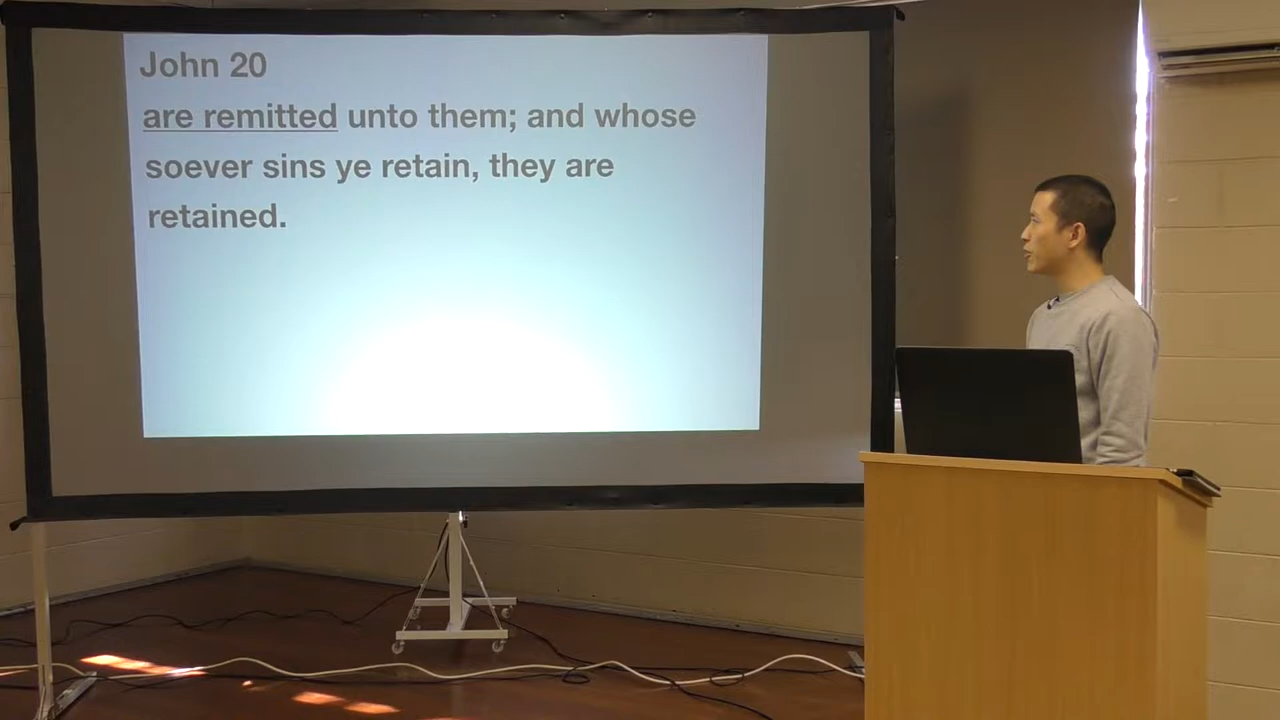 John 20
are remitted unto them; and whose
soever sins ye retain, they are
retained.